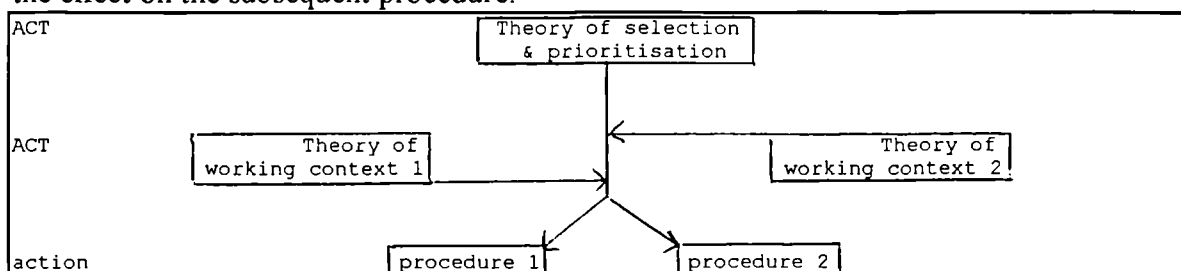 the effect on the subsequent procedure.
ACT
Theory of selection
& prioritisation
ACT
Theory of
working context 1
Theory of
working context 2
action
procedure 1
procedure 2